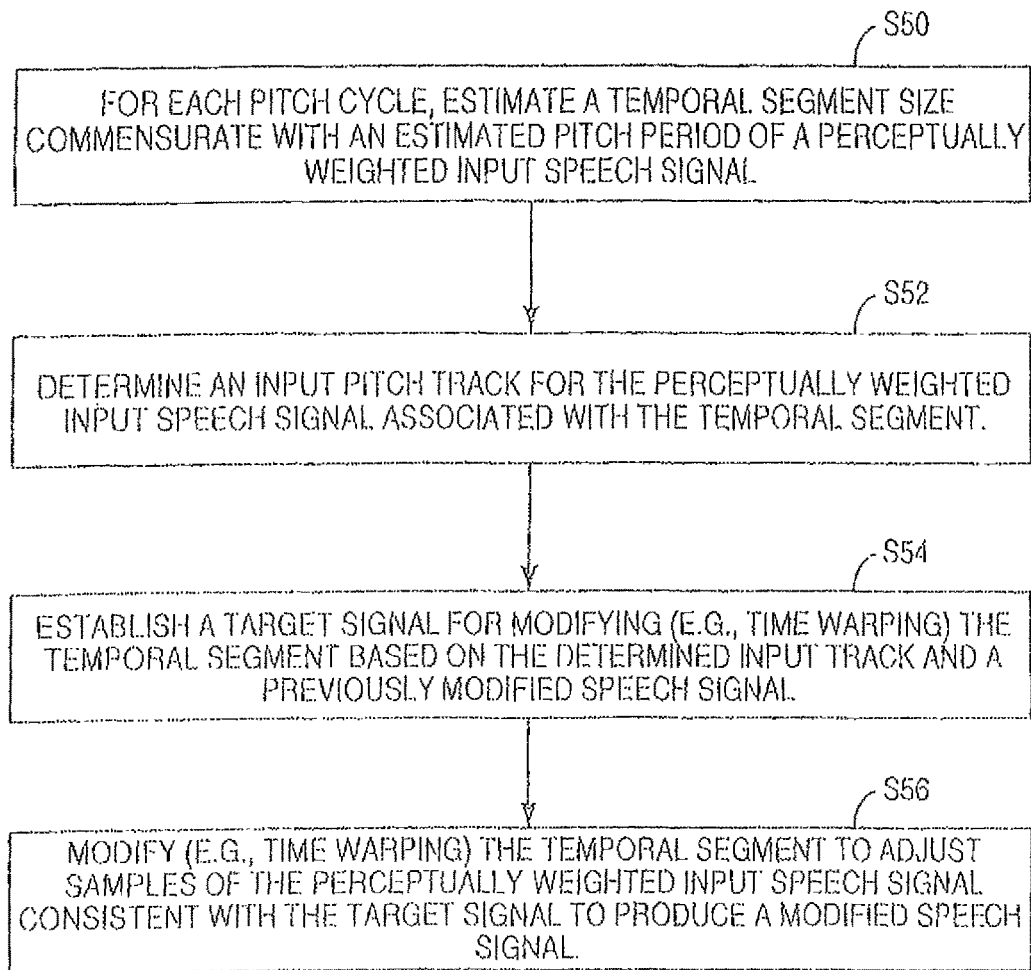 S50
FOR EACH PITCH CYCLE, ESTIMATE A TEMPORAL SEGMENT SIZE
COMMENSURATE WITH AN ESTIMATED PITCH PERIOD OF A PERCEPTUALLY
WEIGHTED INPUT SPEECH SIGNAL
S52
DETERMINE AN INPUT PITCH TRACK FOR THE PERCEPTUALLY WEIGHTED
INPUT SPEECH SIGNAL ASSOCIATED WITH THE TEMPORAL SEGMENT.
S54
ESTABLISH A TARGET SIGNAL FOR MODIFYING (E.G., TIME WARPING) THE
TEMPORAL SEGMENT BASED ON THE DETERMINED INPUT TRACK AND A
PREVIOUSLY MODIFIED SPEECH SIGNAL
S56
MODIFY (E.G., TIME WARPING) THE TEMPORAL SEGMENT TO ADJUST
SAMPLES OF THE PERCEPTUALLY WEIGHTED INPUT SPEECH SIGNAL
CONSISTENT WITH THE TARGET SIGNAL TO PRODUCE A MODIFIED SPEECH
SIGNAL.